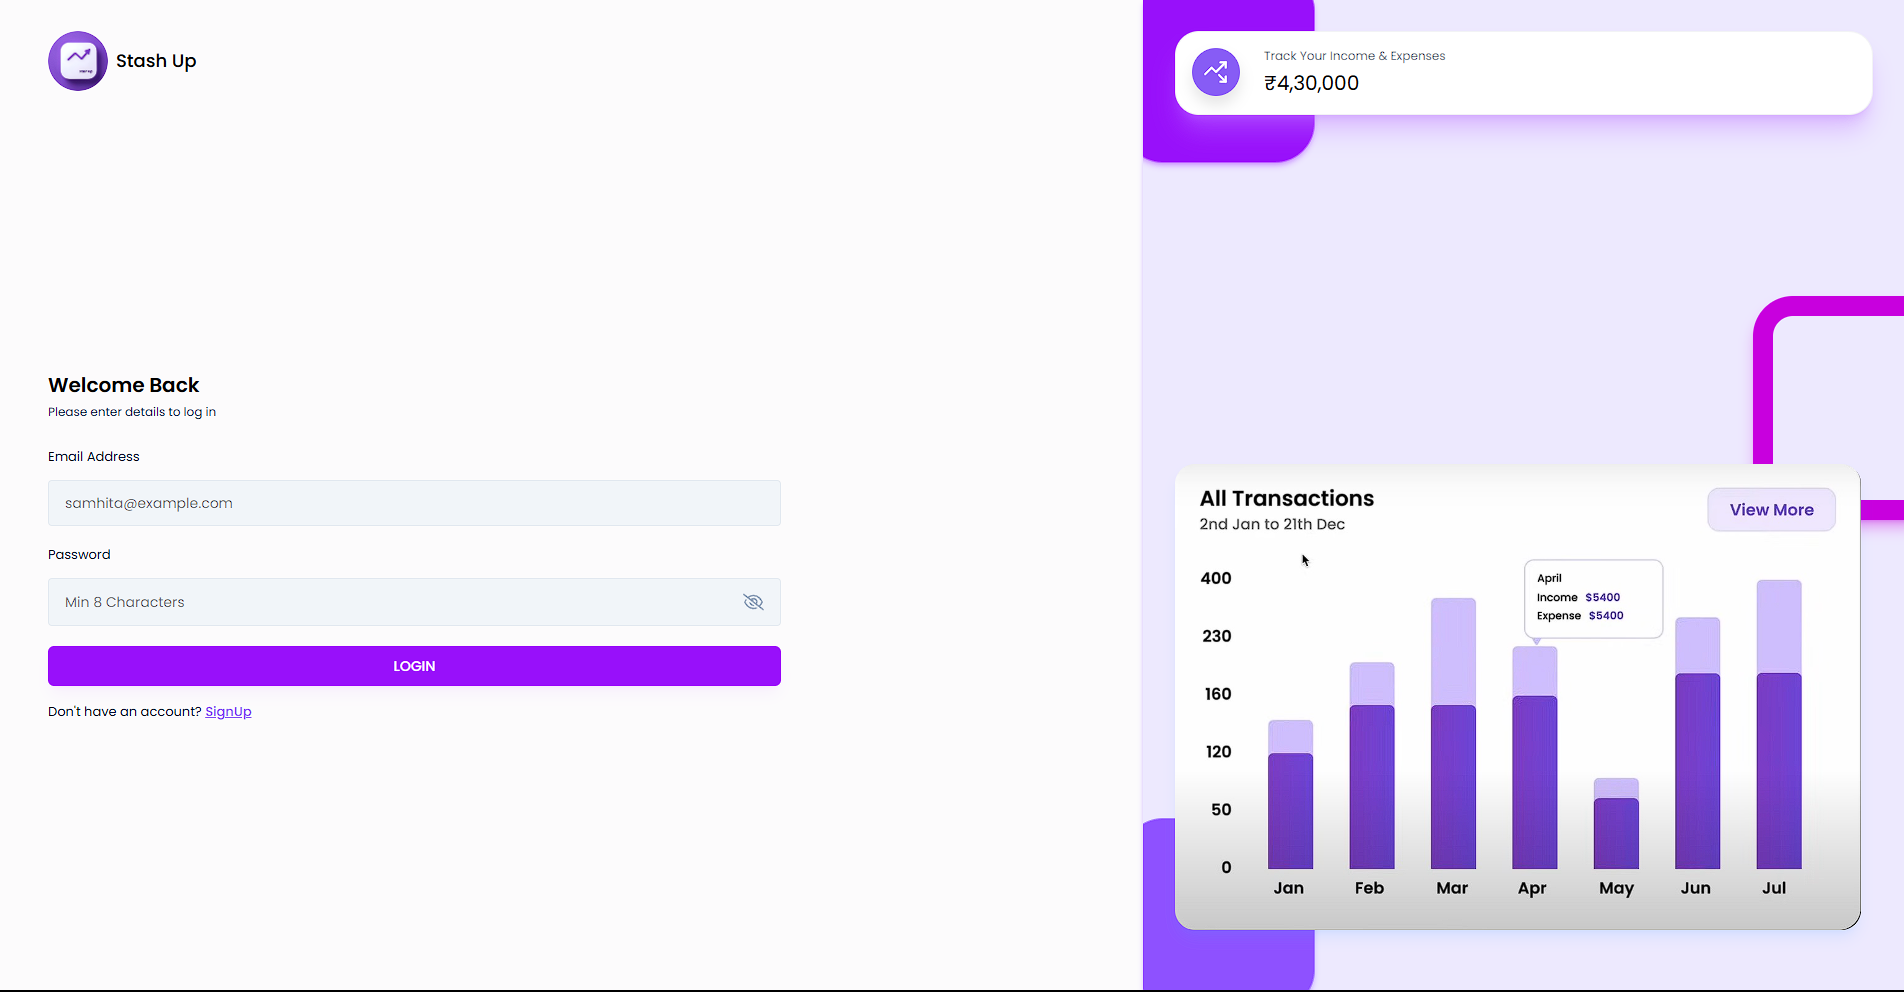 Stash Up
Welcome Back
Please enter details to log in
Email Address
samhita@example.com
Password
Min 8 Characters
LOGIN
Don't have an account? SignUp
Track Your Income & Expenses
₹4,30,000
All Transactions
2nd Jan to 21th Dec
View More
400
230
160
120
50
0
April
Income $5400
Expense $5400
Jan Feb Mar Apr May Jun Jul